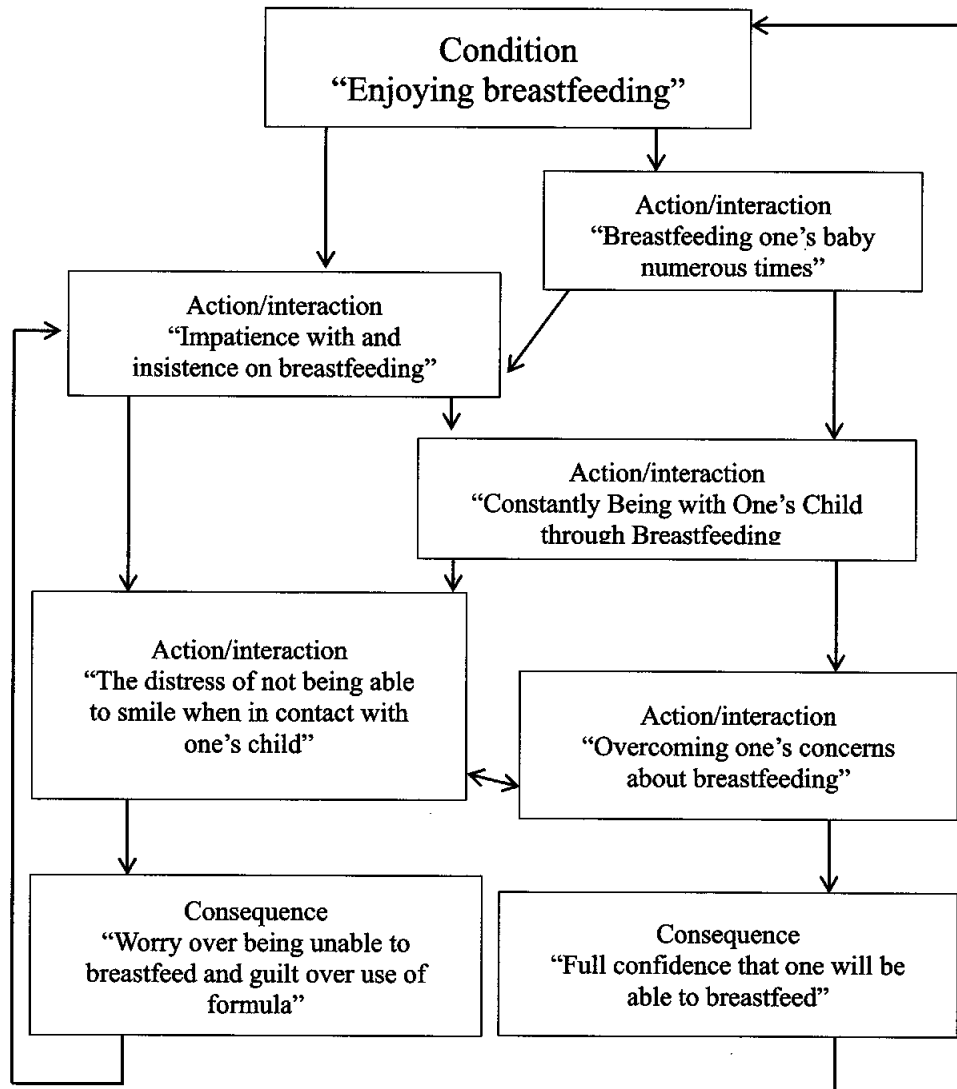 Condition
“Enjoying breastfeeding”
Action/interaction
“Breastfeeding one’s baby
numerous times”
Action/interaction
“Impatience with and
insistence on breastfeeding”
Action/interaction
“Constantly Being with One’s Child
through Breastfeeding
Action/interaction
“The distress of not being able
to smile when in contact with
one’s child”
Action/interaction
“Overcoming one’s concerns
about breastfeeding”
Consequence
“Worry over being unable to
breastfeed and guilt over use of
formula”
Consequence
“Full confidence that one will be
able to breastfeed”